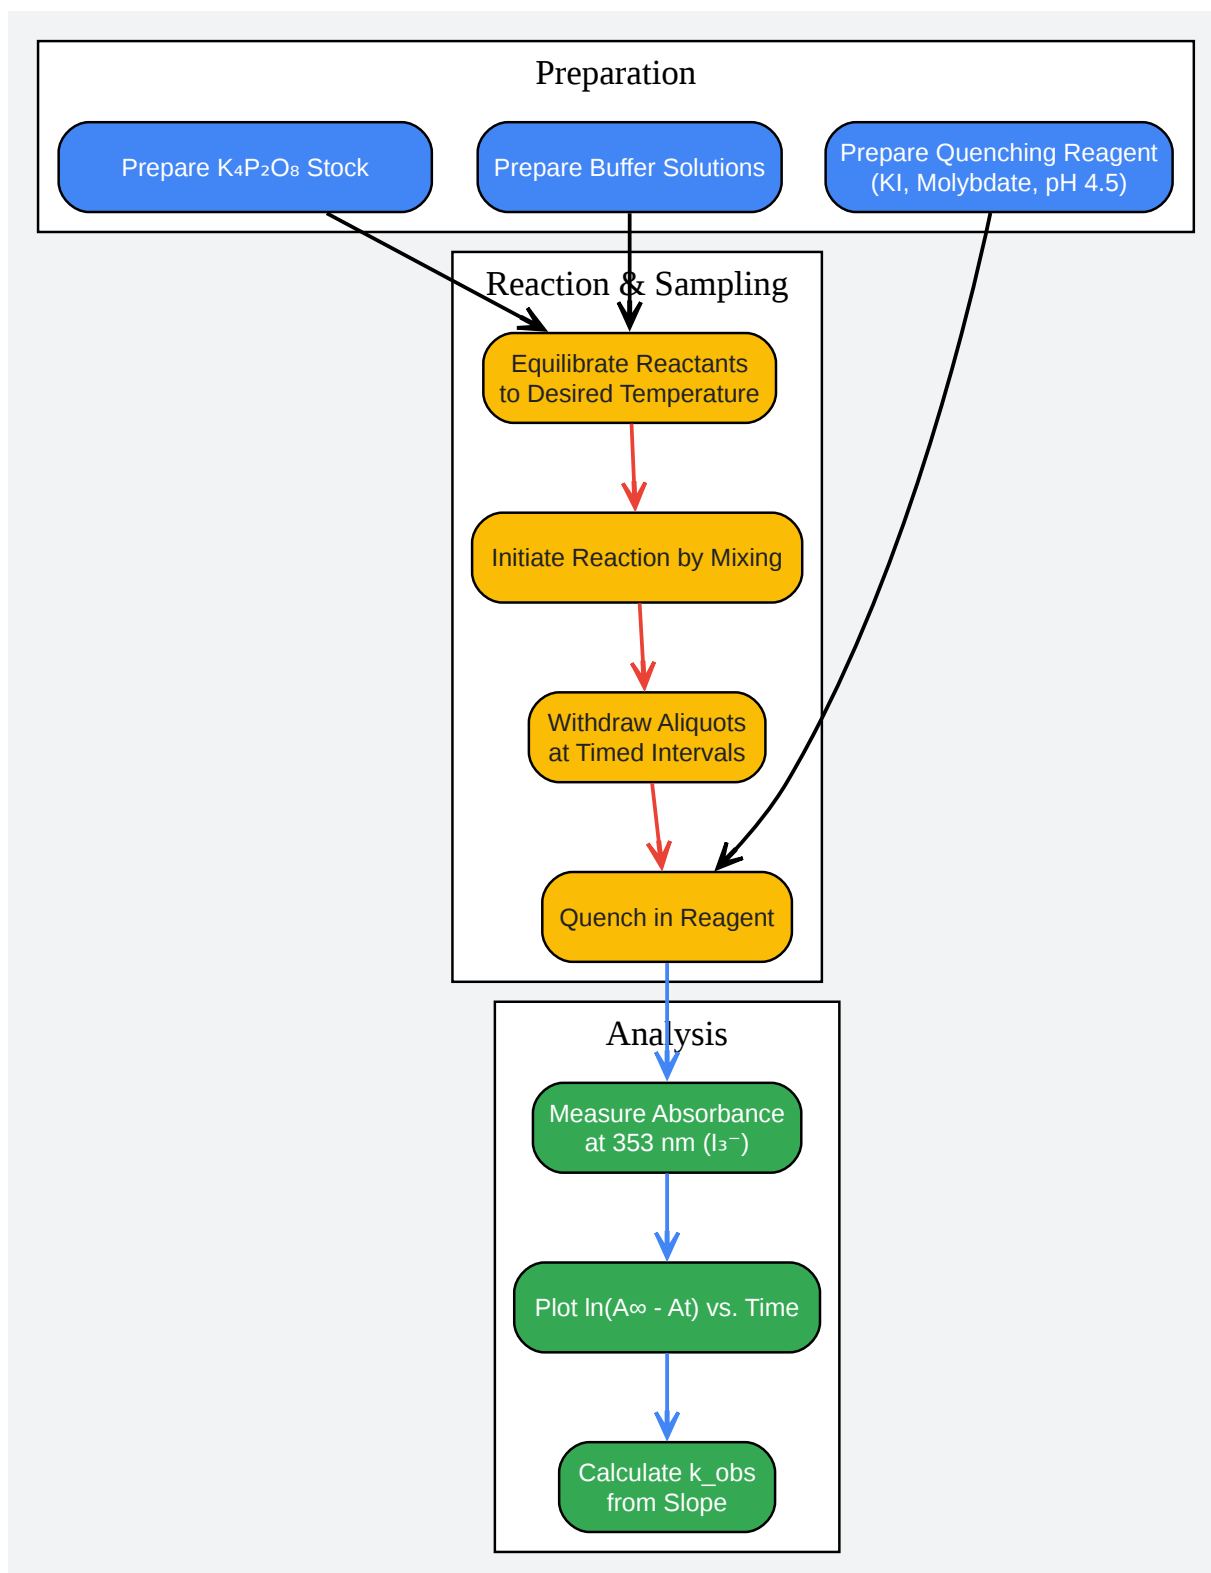 Preparation
Prepare K₄P₂O₈ Stock
Prepare Buffer Solutions
Prepare Quenching Reagent
(KI, Molybdate, pH 4.5)
Reaction & Sampling
Equilibrate Reactants
to Desired Temperature
Initiate Reaction by Mixing
Withdraw Aliquots
at Timed Intervals
Quench in Reagent
Analysis
Measure Absorbance
at 353 nm (I₃⁻)
Plot ln(A∞ - At) vs. Time
Calculate k_obs
from Slope